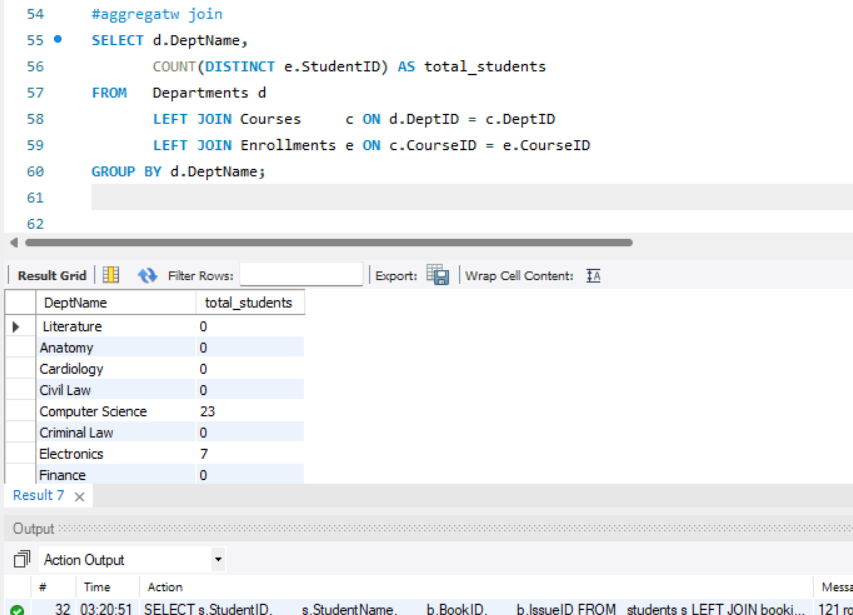 54 #aggregatw join
55 SELECT d.DeptName,
56 COUNT(DISTINCT e.StudentID) AS total_students
57 FROM Departments d
58 LEFT JOIN Courses c ON d.DeptID = c.DeptID
59 LEFT JOIN Enrollments e ON c.CourseID = e.CourseID
60 GROUP BY d.DeptName;
61
62
Result Grid Filter Rows: Export: Wrap Cell Content:
DeptName total_students
Literature 0
Anatomy 0
Cardiology 0
Civil Law 0
Computer Science 23
Criminal Law 0
Electronics 7
Finance 0
Result 7
Output
Action Output
# Time Action Messa
32 03:20:51 SELECT s.StudentID, s.StudentName, b.BookID, b.IssueID FROM students s LEFT JOIN booki... 121 ro